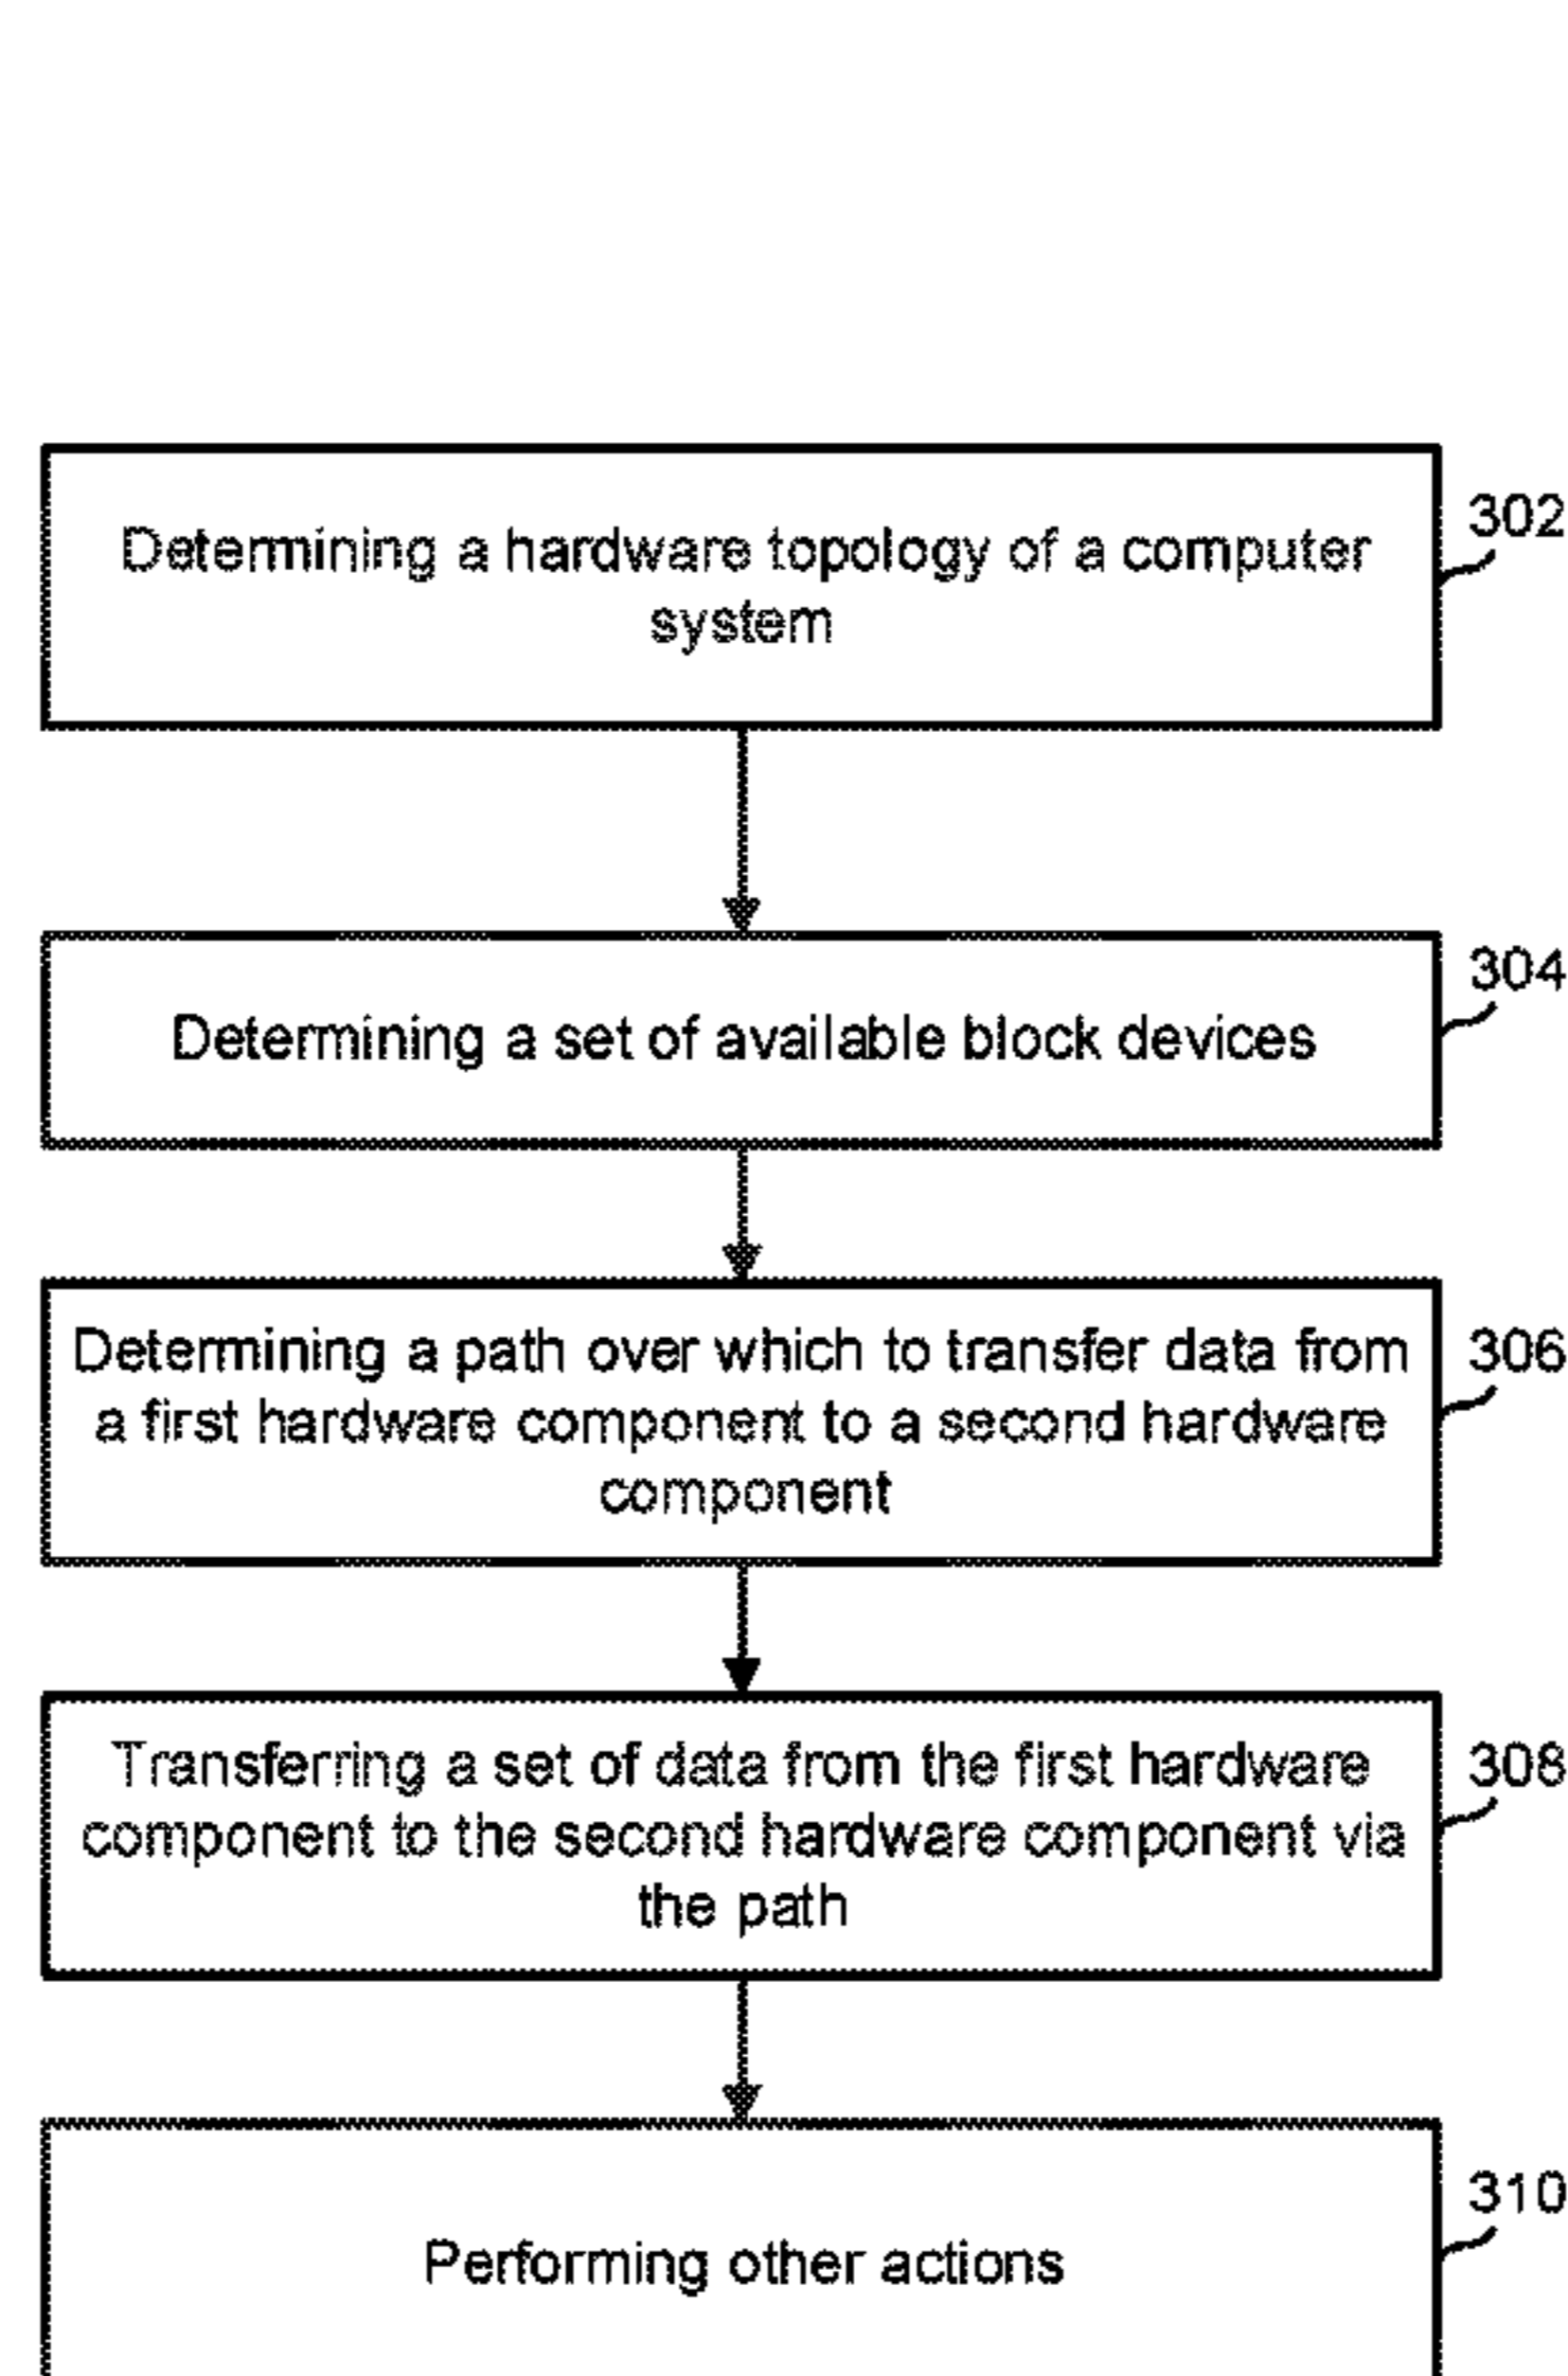 Determining a hardware topology of a computer
system
302
Determining a set of available block devices
304
Determining a path over which to transfer data from
a first hardware component to a second hardware
component
306
Transferring a set of data from the first hardware
component to the second hardware component via
the path
308
Performing other actions
310